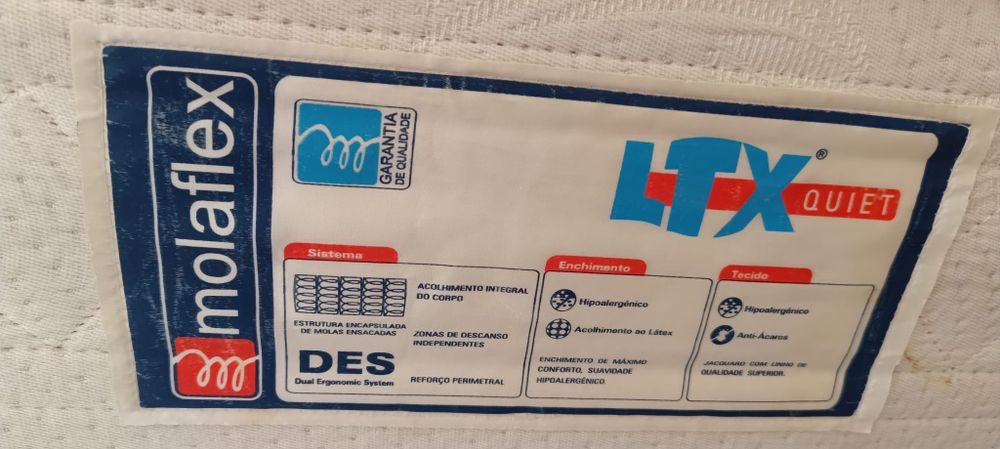 molaflex
GARANTIA
DE QUALIDADE
LTX®
QUIET
Sistema
ACOLHIMENTO INTEGRAL
DO CORPO
ESTRUTURA ENCAPSULADA
DE MOLAS ENSACADAS
ZONAS DE DESCANSO
INDEPENDENTES
DES
Dual Ergonomic System
REFORÇO PERIMETRAL
Enchimento
Hipoalergénico
Acolhimento ao Látex
ENCHIMENTO DE MÁXIMO
CONFORTO, SUAVIDADE
HIPOALERGÉNICO.
Tecido
Hipoalergénico
Anti-Ácaros
JACQUARD COM LINHO DE
QUALIDADE SUPERIOR.